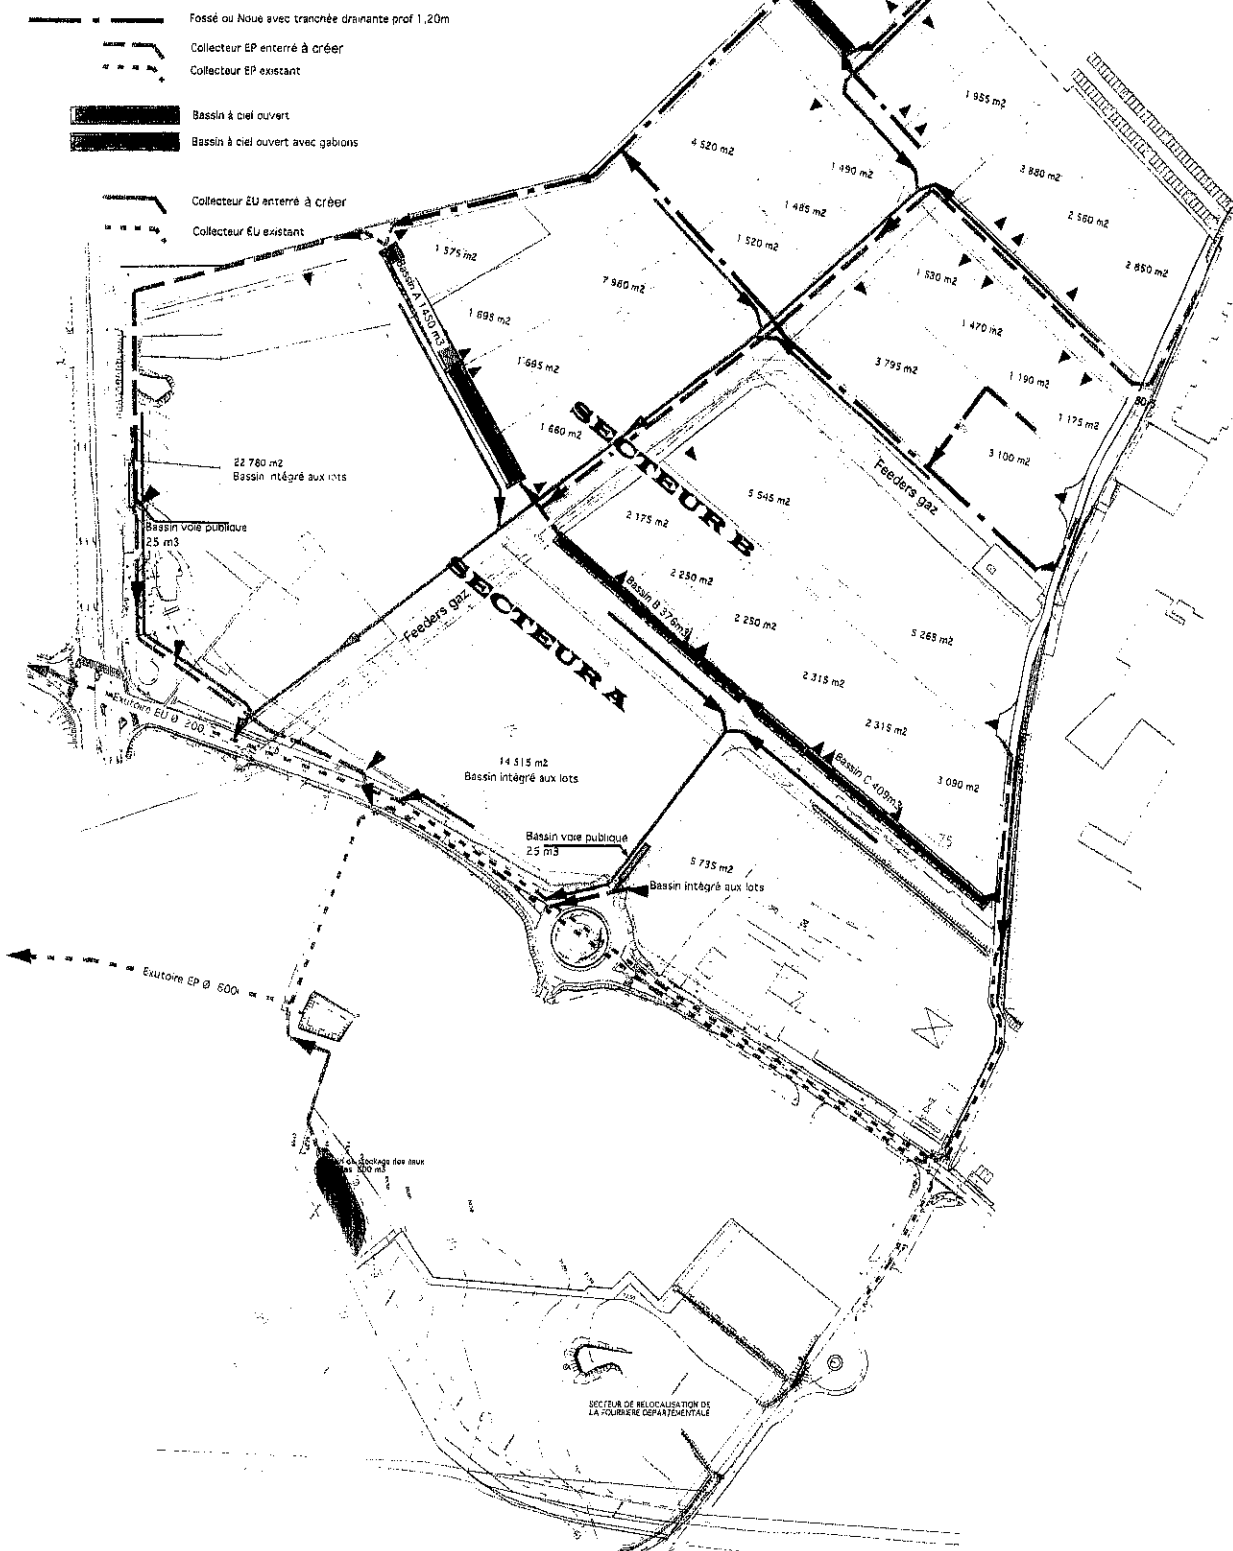 Fossé ou Noue avec tranchée drainante prof 1,20m
Collecteur EP enterré à créer
Collecteur EP existant
Bassin à ciel ouvert
Bassin à ciel ouvert avec gabions
Collecteur EU enterré à créer
Collecteur EU existant
1 955 m2
4 520 m2
1 490 m2
2 880 m2
1 485 m2
2 560 m2
1 520 m2
2 850 m2
1 575 m2
7 980 m2
1 530 m2
Bassin A 1450 m3
1 695 m2
1 470 m2
1 685 m2
3 795 m2
1 190 m2
1 175 m2
1 660 m2
SECTEUR B
3 100 m2
22 780 m2
Bassin intégré aux lots
Feeders gaz
5 545 m2
2 175 m2
Bassin voie publique
25 m3
SECTEUR A
2 250 m2
Bassin B 376m3
2 250 m2
Feeders gaz
5 265 m2
2 315 m2
Exutoire EU Ø 200
2 315 m2
14 515 m2
Bassin intégré aux lots
Bassin C 409m3
3 090 m2
75
Bassin voie publique
25 m3
5 735 m2
Bassin intégré aux lots
Exutoire EP Ø 600
stockage des eaux
SECTEUR DE RELOCALISATION DE
LA FOURRIERE DEPARTEMENTALE